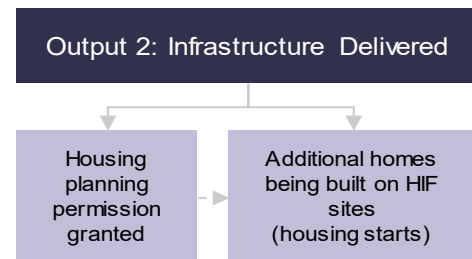 Output 2: Infrastructure Delivered
Housing
planning
permission
granted
Additional homes
being built on HIF
sites
(housing starts)